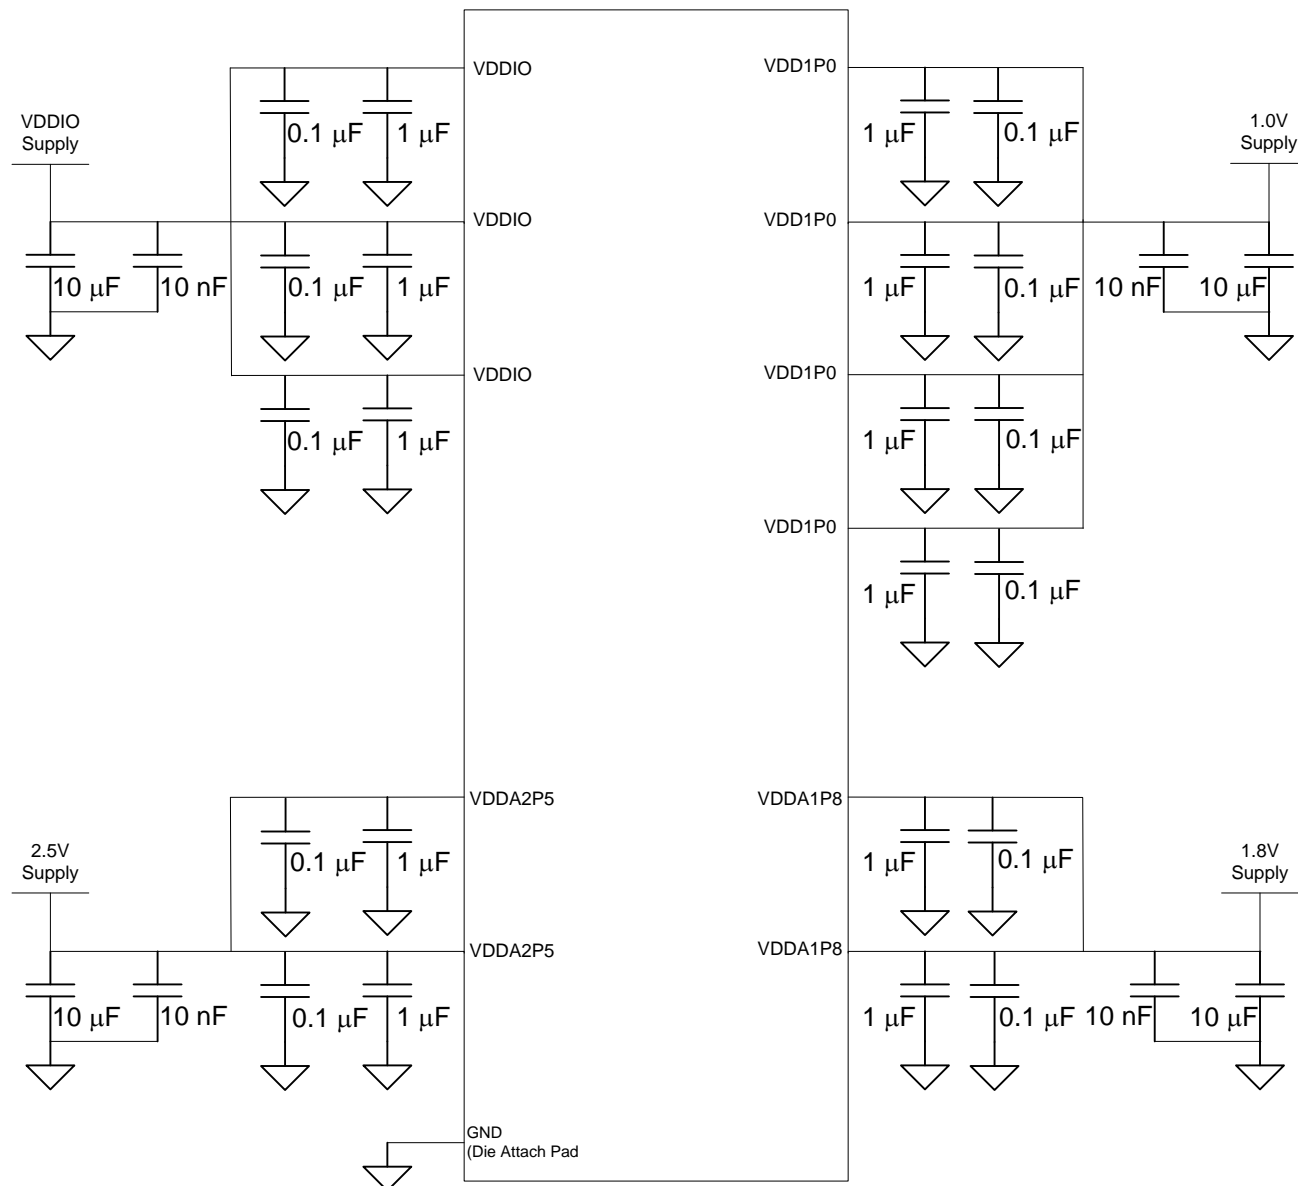 VDDIO
VDD1P0
0.1 µF
1 µF
1 µF
0.1 µF
VDDIO
Supply
1.0V
Supply
VDDIO
VDD1P0
10 µF
10 nF
0.1 µF
1 µF
1 µF
0.1 µF
10 nF
10 µF
VDDIO
VDD1P0
0.1 µF
1 µF
1 µF
0.1 µF
VDD1P0
1 µF
0.1 µF
VDDA2P5
VDDA1P8
0.1 µF
1 µF
1 µF
0.1 µF
2.5V
Supply
1.8V
Supply
VDDA2P5
VDDA1P8
10 µF
10 nF
0.1 µF
1 µF
1 µF
0.1 µF
10 nF
10 µF
GND
(Die Attach Pad